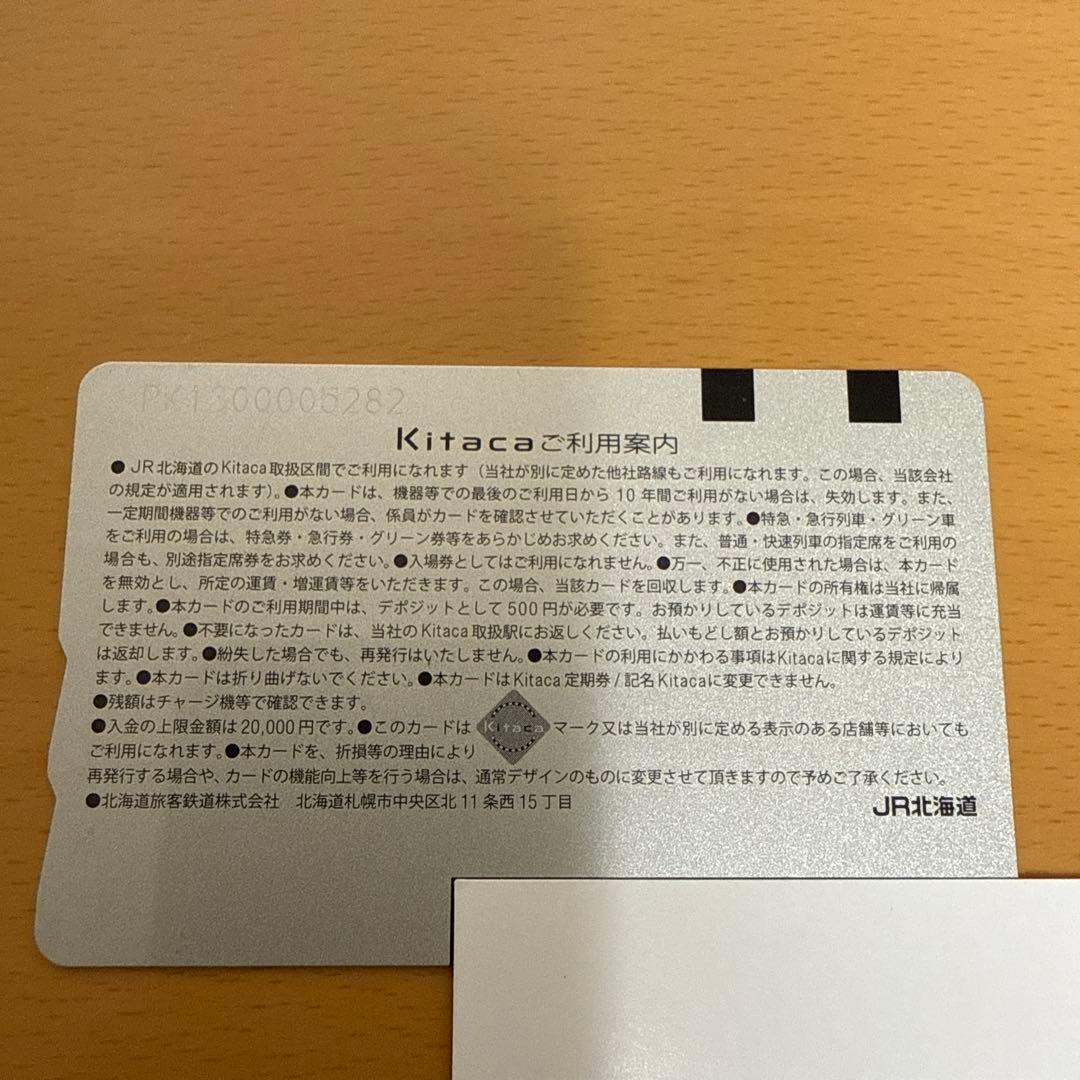 PK1300005282
Kitacaご利用案内
●JR北海道のKitaca取扱区間でご利用になれます（当社が別に定めた他社路線もご利用になれます。この場合、当該会社
の規定が適用されます）。●本カードは、機器等での最後のご利用日から10年間ご利用がない場合は、失効します。また、
一定期間機器等でのご利用がない場合、係員がカードを確認させていただくことがあります。●特急・急行列車・グリーン車
をご利用の場合は、特急券・急行券・グリーン券等をあらかじめお求めください。また、普通・快速列車の指定席をご利用の
場合も、別途指定席券をお求めください。●入場券としてはご利用になれません。●万一、不正に使用された場合は、本カード
を無効とし、所定の運賃・増運賃等をいただきます。この場合、当該カードを回収します。●本カードの所有権は当社に帰属
します。●本カードのご利用期間中は、デポジットとして500円が必要です。お預かりしているデポジットは運賃等に充当
できません。●不要になったカードは、当社のKitaca取扱駅にお返しください。払いもどし額とお預かりしているデポジット
は返却します。●紛失した場合でも、再発行はいたしません。●本カードの利用にかかわる事項はKitacaに関する規定により
ます。●本カードは折り曲げないでください。●本カードはKitaca定期券/記名Kitacaに変更できません。
●残額はチャージ機等で確認できます。
●入金の上限金額は20,000円です。●このカードは Kitaca マーク又は当社が別に定める表示のある店舗等においても
ご利用になれます。●本カードを、折損等の理由により
再発行する場合や、カードの機能向上等を行う場合は、通常デザインのものに変更させて頂きますので予めご了承ください。
●北海道旅客鉄道株式会社　北海道札幌市中央区北11条西15丁目
JR北海道